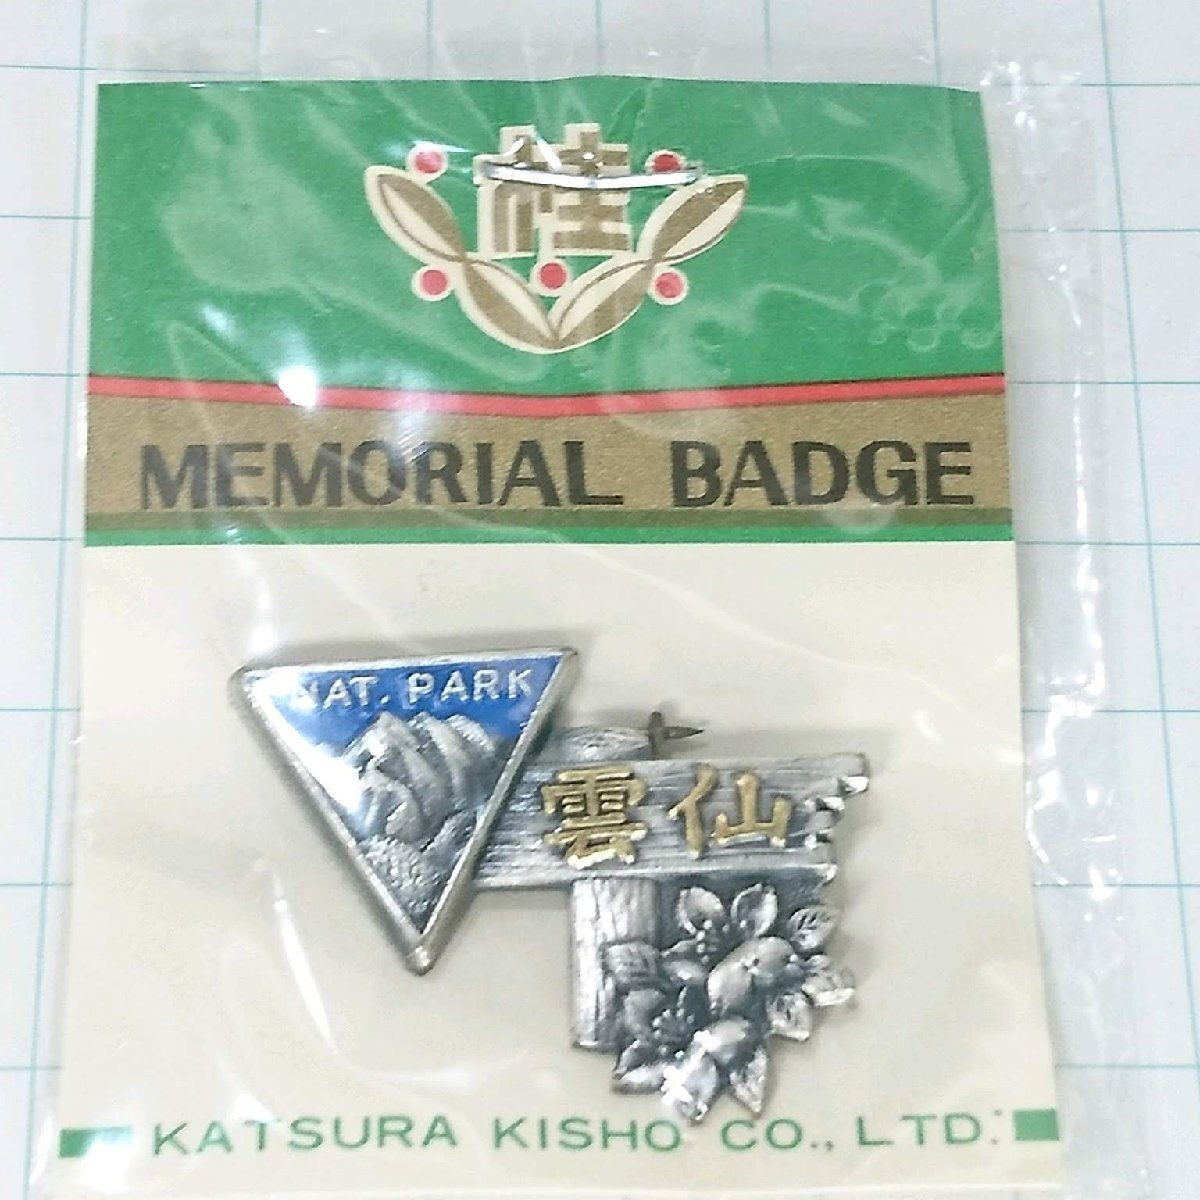 桂
MEMORIAL BADGE
NAT. PARK
雲仙
KATSURA KISHO CO., LTD.